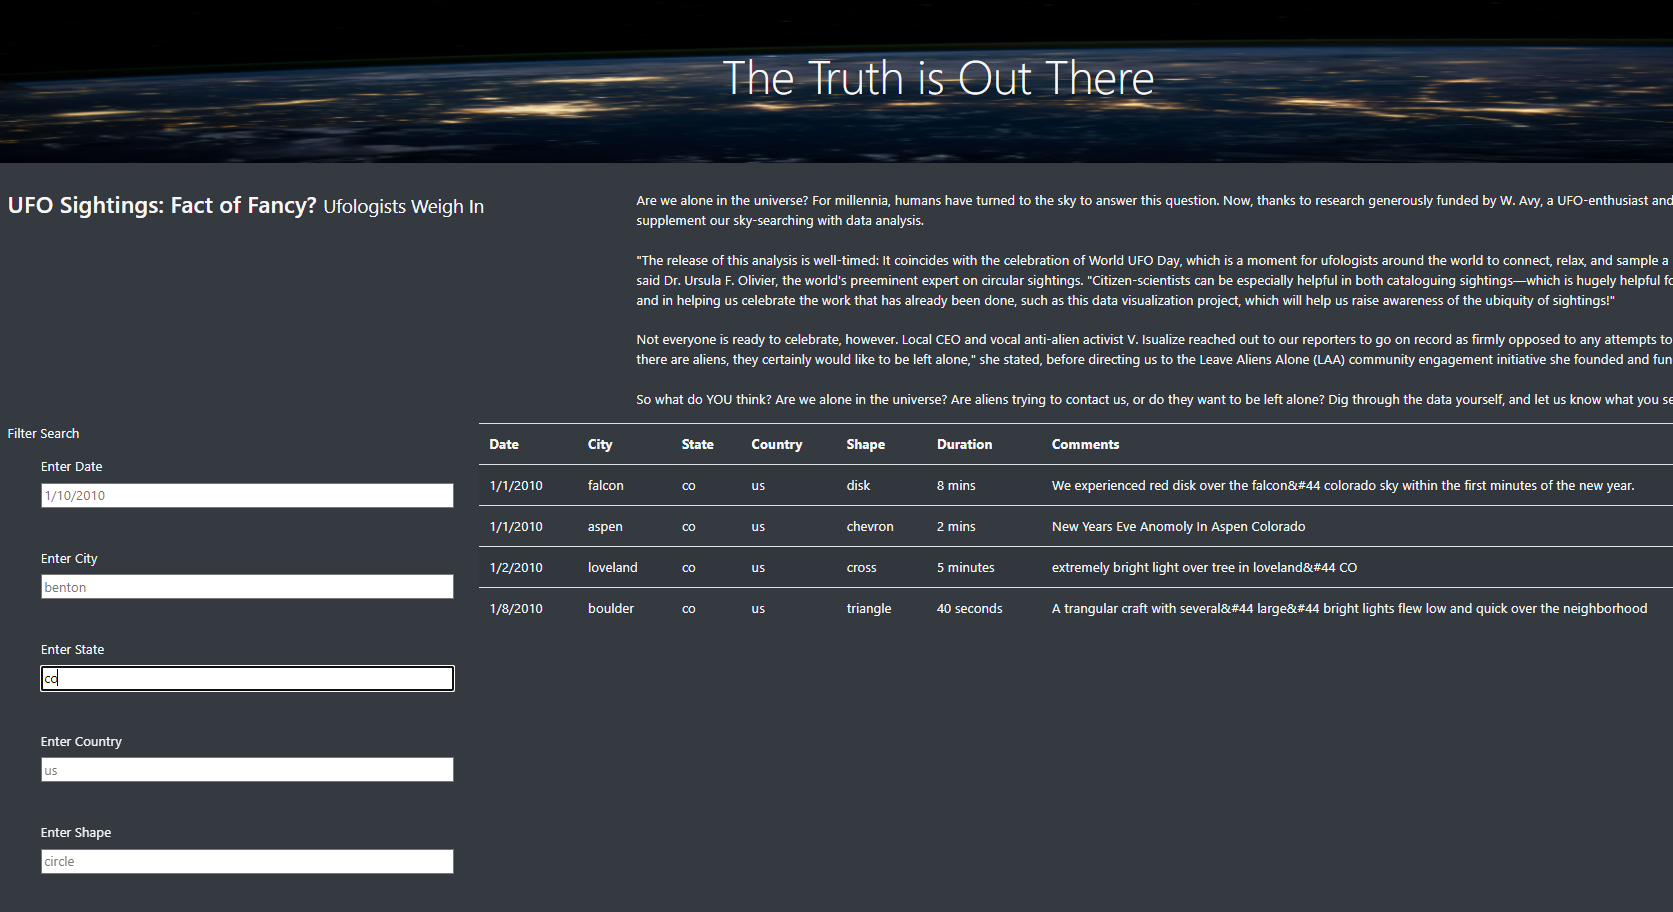 The Truth is Out There
UFO Sightings: Fact of Fancy? Ufologists Weigh In
Are we alone in the universe? For millennia, humans have turned to the sky to answer this question. Now, thanks to research generously funded by W. Avy, a UFO-enthusiast and
supplement our sky-searching with data analysis.
"The release of this analysis is well-timed: It coincides with the celebration of World UFO Day, which is a moment for ufologists around the world to connect, relax, and sample a
said Dr. Ursula F. Olivier, the world's preeminent expert on circular sightings. "Citizen-scientists can be especially helpful in both cataloguing sightings—which is hugely helpful fo
and in helping us celebrate the work that has already been done, such as this data visualization project, which will help us raise awareness of the ubiquity of sightings!"
Not everyone is ready to celebrate, however. Local CEO and vocal anti-alien activist V. Isualize reached out to our reporters to go on record as firmly opposed to any attempts to
there are aliens, they certainly would like to be left alone," she stated, before directing us to the Leave Aliens Alone (LAA) community engagement initiative she founded and fun
So what do YOU think? Are we alone in the universe? Are aliens trying to contact us, or do they want to be left alone? Dig through the data yourself, and let us know what you se
Filter Search
Enter Date
1/10/2010
Enter City
benton
Enter State
co
Enter Country
us
Enter Shape
circle
Date City State Country Shape Duration Comments
1/1/2010 falcon co us disk 8 mins We experienced red disk over the falcon&#44 colorado sky within the first minutes of the new year.
1/1/2010 aspen co us chevron 2 mins New Years Eve Anomoly In Aspen Colorado
1/2/2010 loveland co us cross 5 minutes extremely bright light over tree in loveland&#44 CO
1/8/2010 boulder co us triangle 40 seconds A trangular craft with several&#44 large&#44 bright lights flew low and quick over the neighborhood